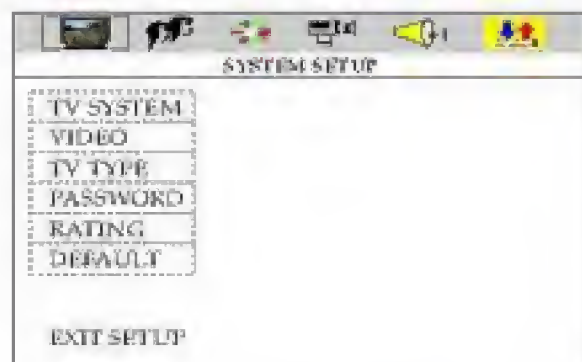 SYSTEM SETUP
TV SYSTEM
VIDEO
TV TYPE
PASSWORD
RATING
DEFAULT
EXIT SETUP